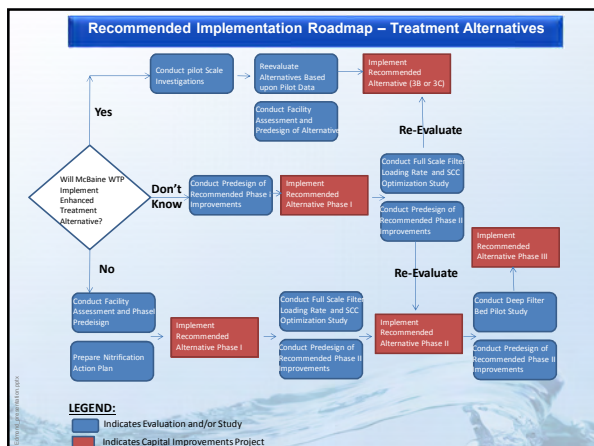 Recommended Implementation Roadmap – Treatment Alternatives
Conduct pilot Scale
Investigations
Reevaluate
Alternatives Based
upon Pilot Data
Implement
Recommended
Alternative (3B or 3C)
Conduct Facility
Assessment and
Predesign of Alternative
Yes
Re-Evaluate
Will McBaine WTP
Implement
Enhanced
Treatment
Alternative?
Don't
Know
Conduct Predesign of
Recommended Phase I
Improvements
Implement
Recommended
Alternative Phase I
Conduct Full Scale Filter
Loading Rate and SCC
Optimization Study
Conduct Predesign of
Recommended Phase II
Improvements
Implement
Recommended
Alternative Phase III
No
Re-Evaluate
Conduct Facility
Assessment and PhaseI
Predeisign
Prepare Nitrification
Action Plan
Implement
Recommended
Alternative Phase I
Conduct Full Scale Filter
Loading Rate and SCC
Optimization Study
Conduct Predesign of
Recommended Phase II
Improvements
Implement
Recommended
Alternative Phase II
Conduct Deep Filter
Bed Pilot Study
Conduct Predesign of
Recommended Phase II
Improvements
LEGEND:
Indicates Evaluation and/or Study
Indicates Capital Improvements Project